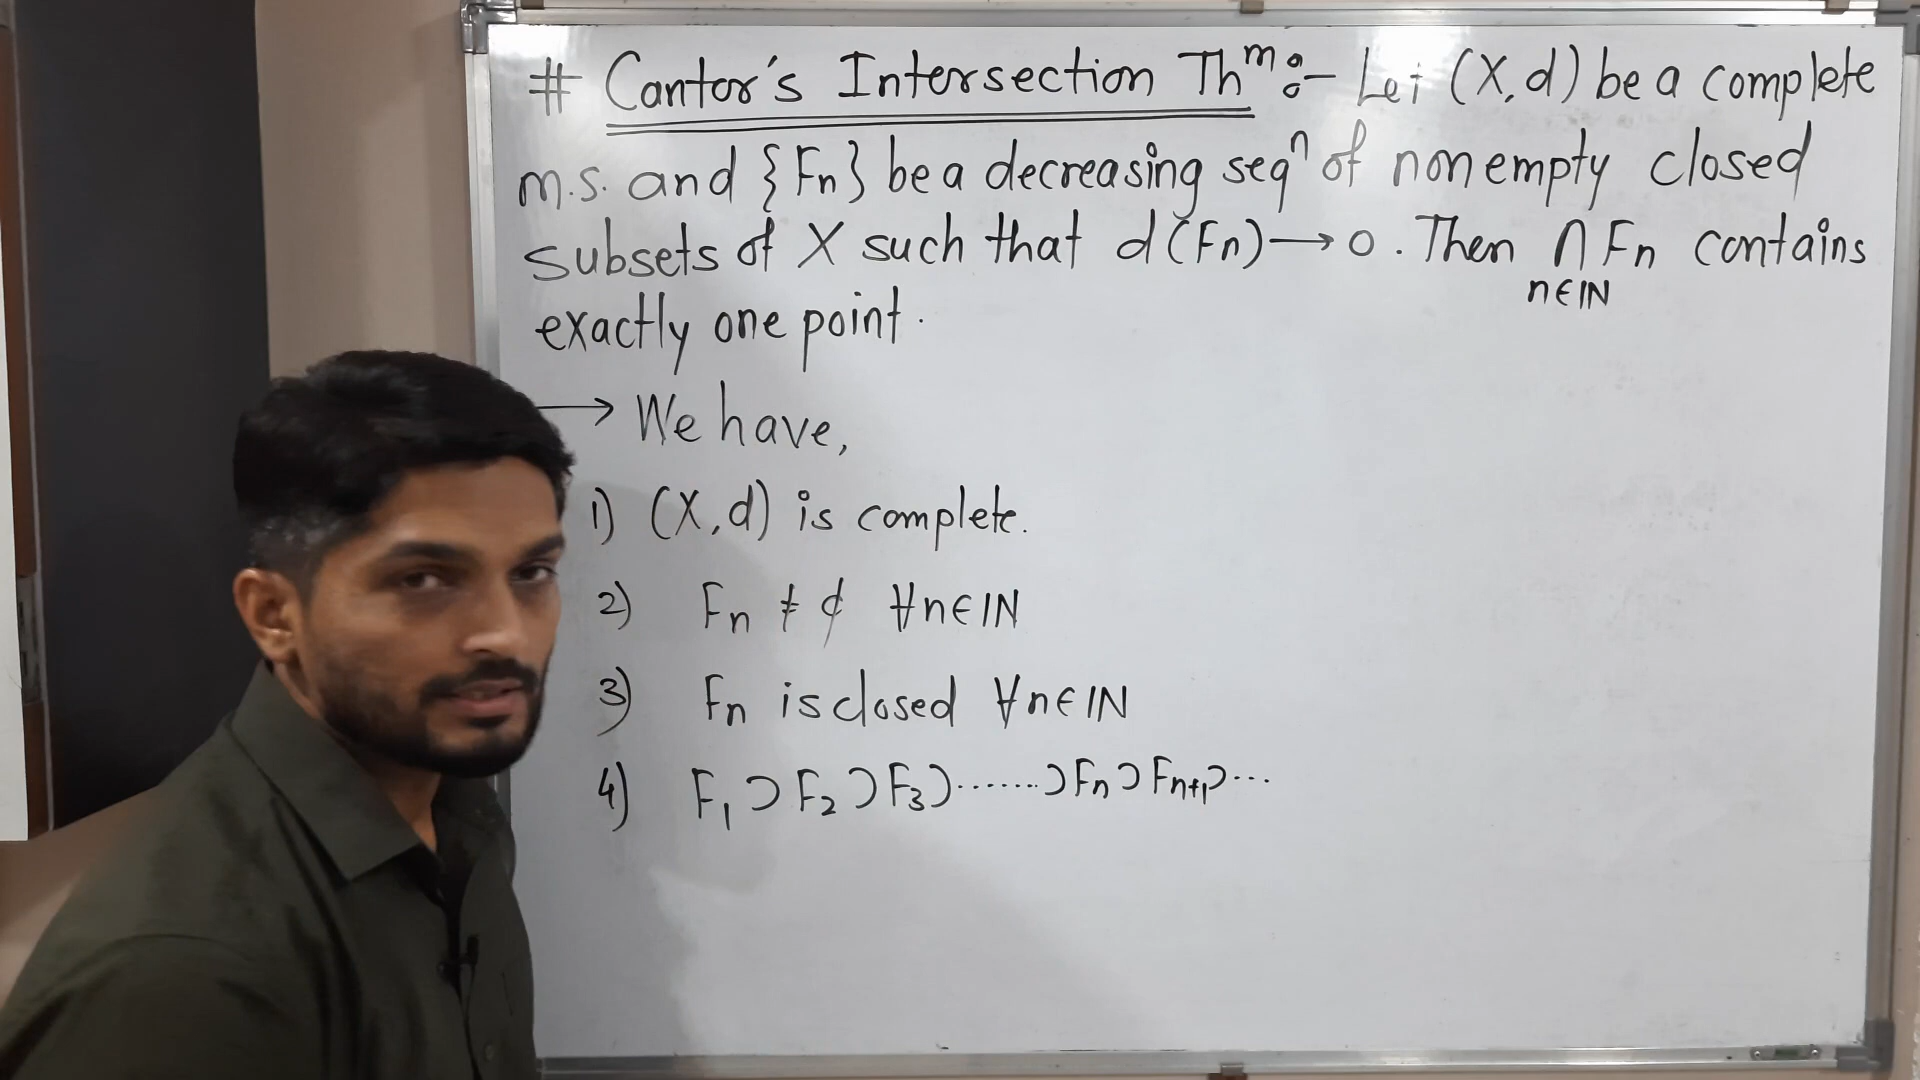 # Cantor's Intersection Thᵐ :- Let (X,d) be a complete
m.s. and {Fn} be a decreasing seqⁿ of nonempty closed
subsets of X such that d(Fn)→0. Then ∩ Fn contains
n∈IN
exactly one point.
→ We have,
1) (X,d) is complete.
2) Fn ≠ ϕ ∀n∈IN
3) Fn is closed ∀n∈IN
4) F₁⊃F₂⊃F₃⊃.......⊃Fn⊃Fn+1⊃...